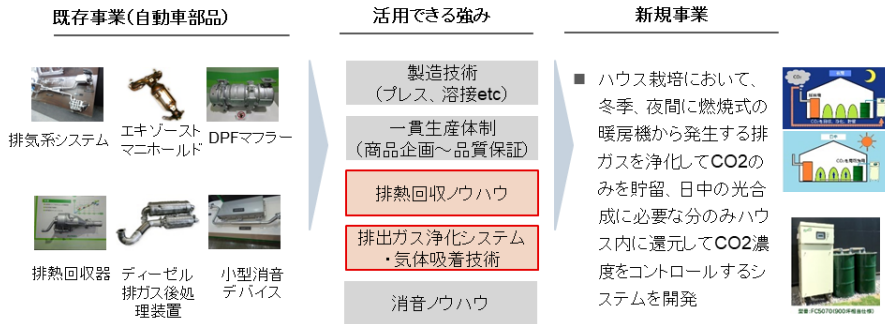 既存事業（自動車部品）
活用できる強み
新規事業
排気系システム
エキゾースト
マニホールド
DPFマフラー
排熱回収器
ディーゼル
排ガス後処
理装置
小型消音
デバイス
製造技術
（プレス、溶接etc）
一貫生産体制
（商品企画～品質保証）
排熱回収ノウハウ
排出ガス浄化システム
・気体吸着技術
消音ノウハウ
■ ハウス栽培において、
冬季、夜間に燃焼式の
暖房機から発生する排
ガスを浄化してCO2の
みを貯留、日中の光合
成に必要な分のみハウ
ス内に還元してCO2濃
度をコントロールするシ
ステムを開発
CO₂